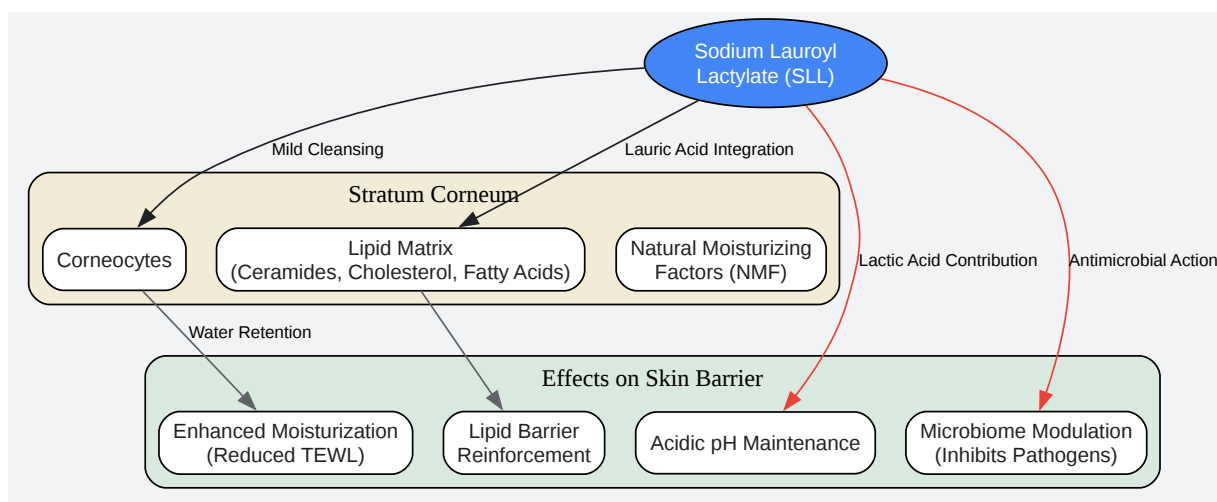 Sodium Lauroyl
Lactylate (SLL)
Mild Cleansing
Lauric Acid Integration
Stratum Corneum
Corneocytes
Lipid Matrix
(Ceramides, Cholesterol, Fatty Acids)
Natural Moisturizing
Factors (NMF)
Lactic Acid Contribution
Antimicrobial Action
Water Retention
Effects on Skin Barrier
Enhanced Moisturization
(Reduced TEWL)
Lipid Barrier
Reinforcement
Acidic pH Maintenance
Microbiome Modulation
(Inhibits Pathogens)